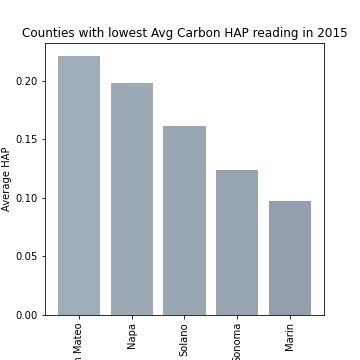 Counties with lowest Avg Carbon HAP reading in 2015
Average HAP
0.20
0.15
0.10
0.05
0.00
Mateo
Napa
Solano
Sonoma
Marin